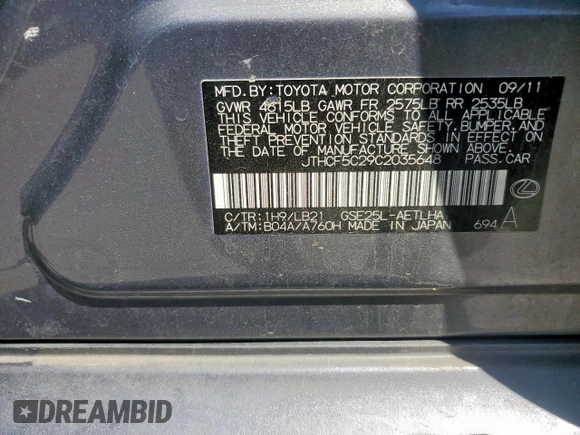 MFD.BY:TOYOTA MOTOR CORPORATION 09/11
GVWR 4615LB GAWR FR 2575LB RR 2535LB
THIS VEHICLE CONFORMS TO ALL APPLICABLE
FEDERAL MOTOR VEHICLE SAFETY,BUMPER,AND
THEFT PREVENTION STANDARDS IN EFFECT ON
THE DATE OF MANUFACTURE SHOWN ABOVE.
JTHCF5C29C2035648 PASS.CAR
C/TR:1H9/LB21 GSE25L-AETLHA
A/TM:B04A/A760H MADE IN JAPAN 694 A
DREAMBID